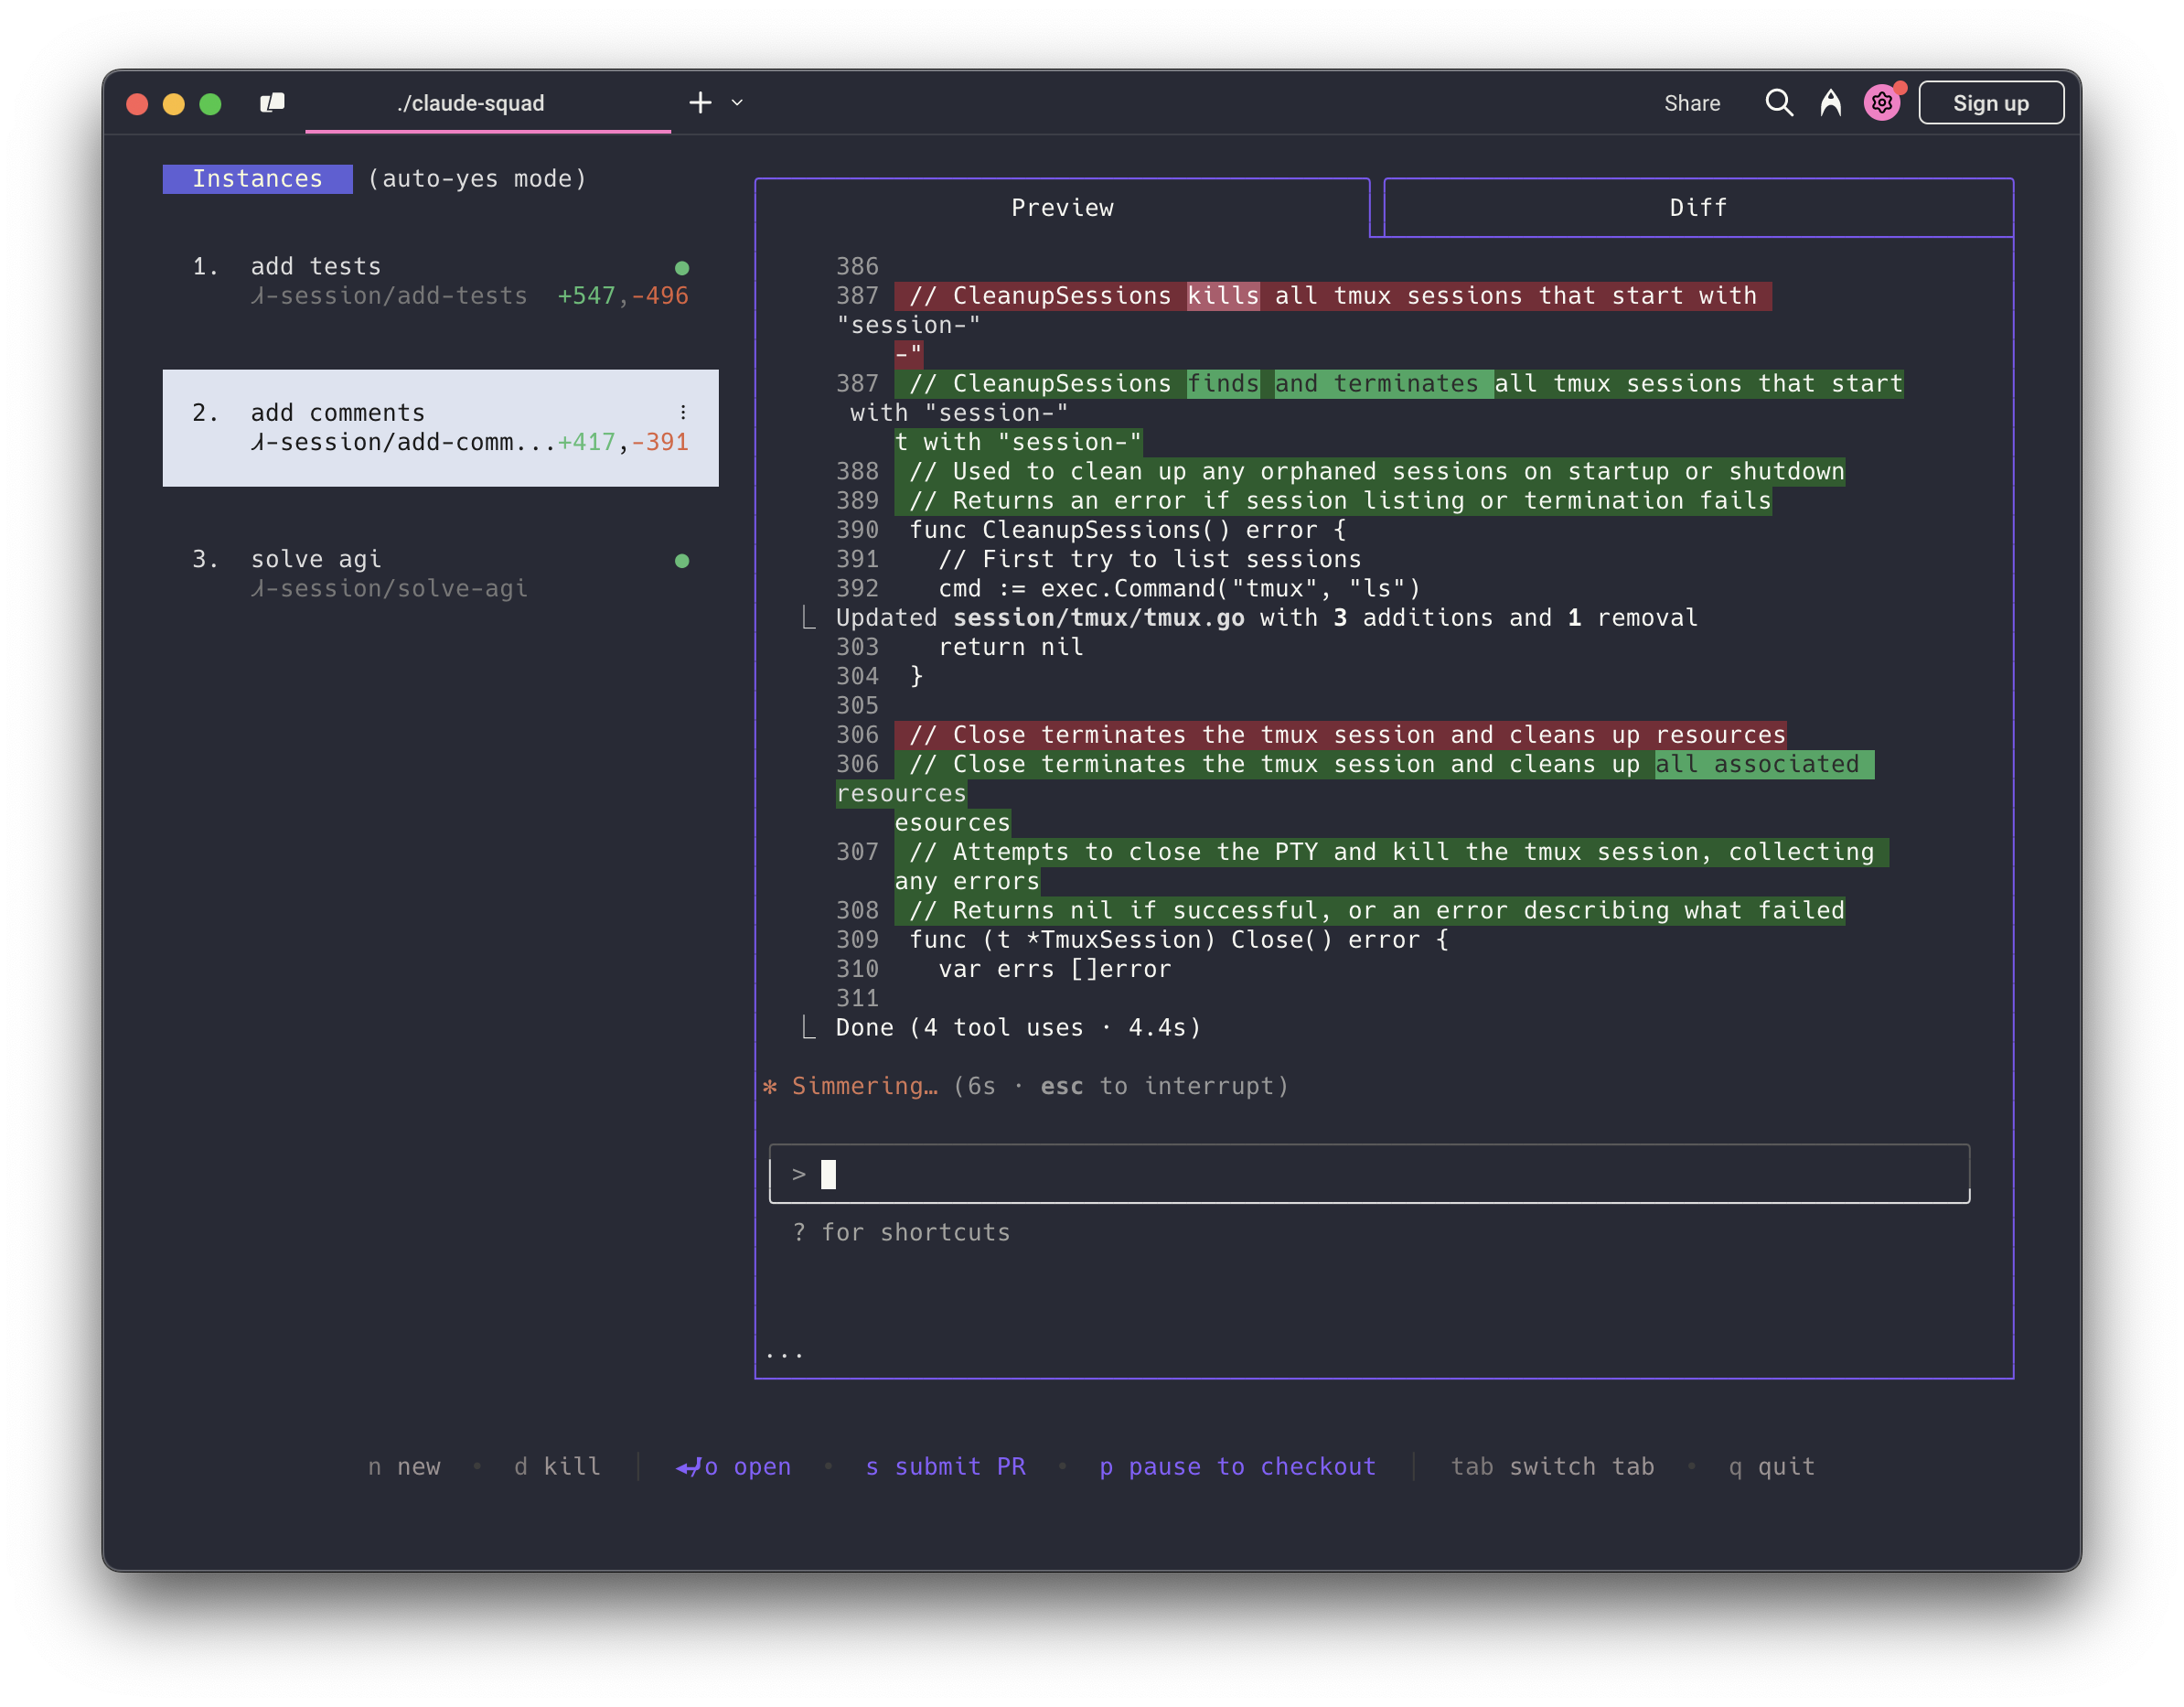 ./claude-squad
Share
Sign up
Instances (auto-yes mode)
1. add tests ●
⅄-session/add-tests +547,-496
2. add comments ⋮
⅄-session/add-comm...+417,-391
3. solve agi ●
⅄-session/solve-agi
Preview
Diff
386
387 // CleanupSessions kills all tmux sessions that start with
"session-"
-"
387 // CleanupSessions finds and terminates all tmux sessions that start
with "session-"
t with "session-"
388 // Used to clean up any orphaned sessions on startup or shutdown
389 // Returns an error if session listing or termination fails
390 func CleanupSessions() error {
391 // First try to list sessions
392 cmd := exec.Command("tmux", "ls")
⎿ Updated session/tmux/tmux.go with 3 additions and 1 removal
303 return nil
304 }
305
306 // Close terminates the tmux session and cleans up resources
306 // Close terminates the tmux session and cleans up all associated
resources
esources
307 // Attempts to close the PTY and kill the tmux session, collecting
any errors
308 // Returns nil if successful, or an error describing what failed
309 func (t *TmuxSession) Close() error {
310 var errs []error
311
⎿ Done (4 tool uses · 4.4s)
✻ Simmering… (6s · esc to interrupt)
>
? for shortcuts
...
n new • d kill │ ↵/o open • s submit PR • p pause to checkout │ tab switch tab • q quit